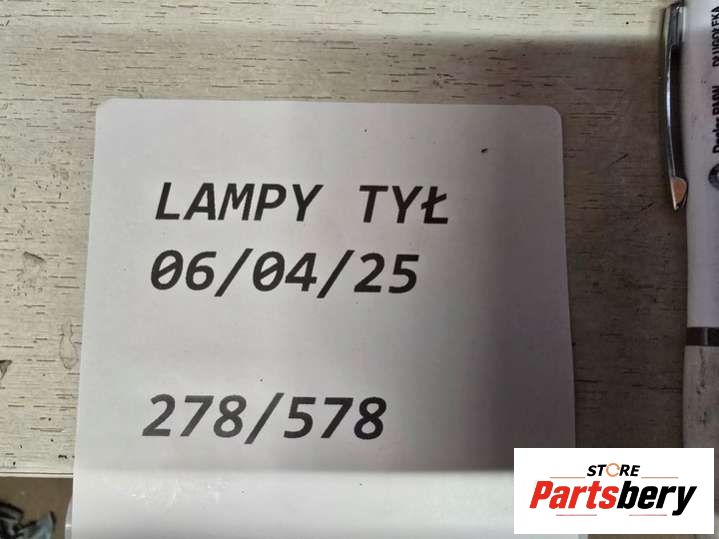 LAMPY TYŁ
06/04/25
278/578
STORE
Partsbery